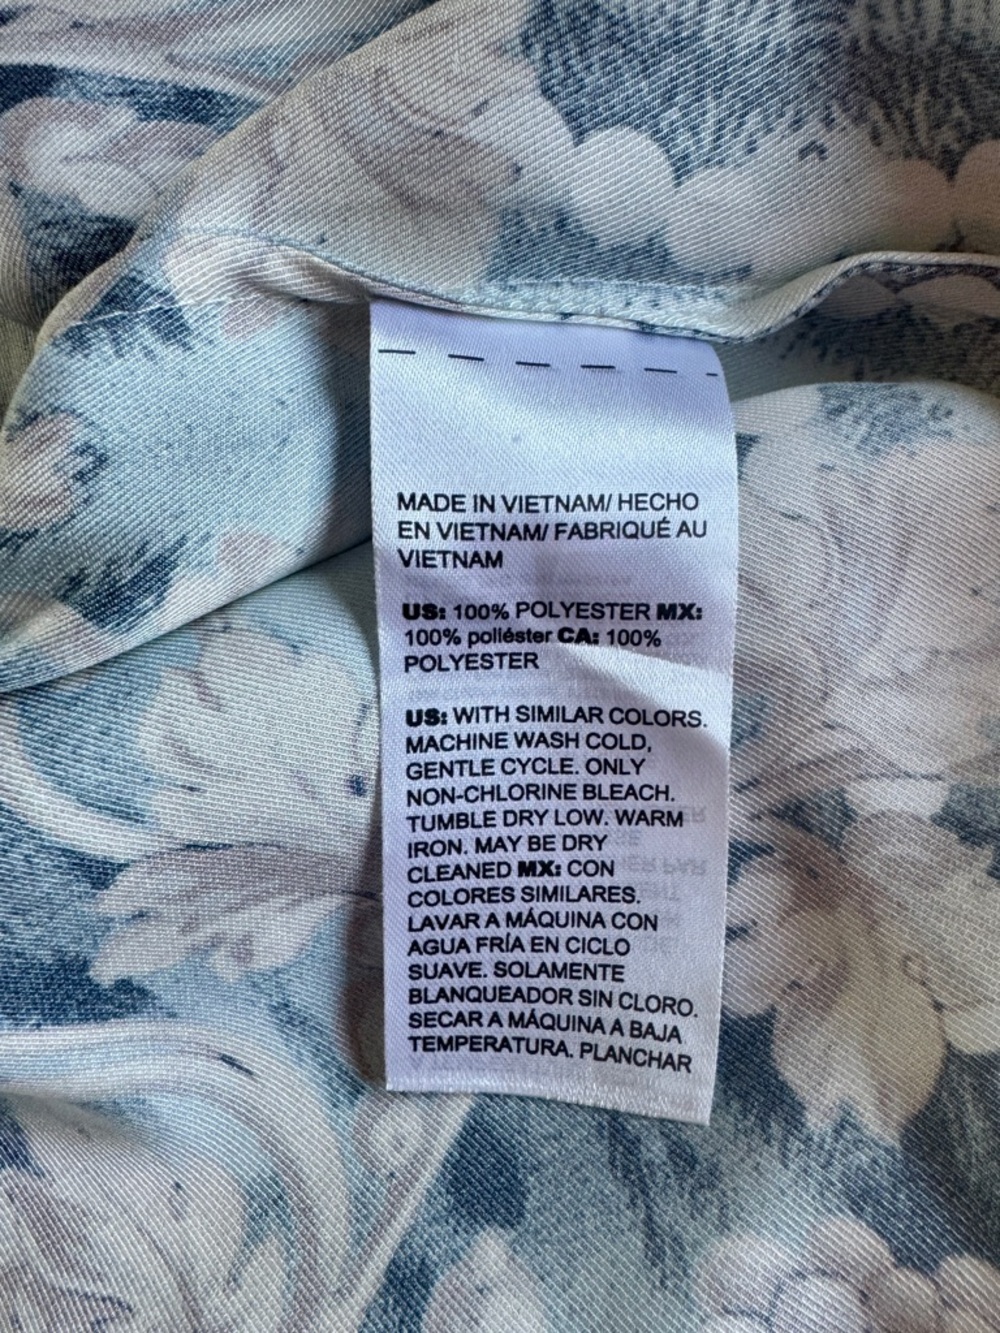 MADE IN VIETNAM/ HECHO
EN VIETNAM/ FABRIQUÉ AU
VIETNAM
US: 100% POLYESTER MX:
100% poliéster CA: 100%
POLYESTER
US: WITH SIMILAR COLORS.
MACHINE WASH COLD,
GENTLE CYCLE. ONLY
NON-CHLORINE BLEACH.
TUMBLE DRY LOW. WARM
IRON. MAY BE DRY
CLEANED MX: CON
COLORES SIMILARES.
LAVAR A MÁQUINA CON
AGUA FRÍA EN CICLO
SUAVE. SOLAMENTE
BLANQUEADOR SIN CLORO.
SECAR A MÁQUINA A BAJA
TEMPERATURA. PLANCHAR